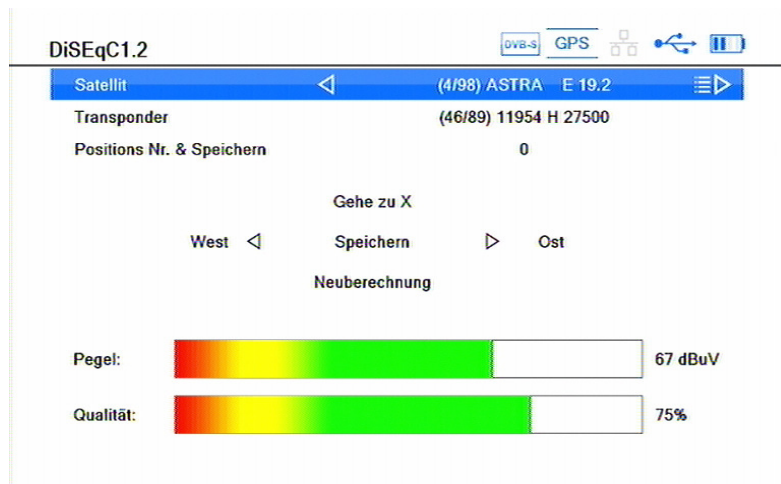 DiSEqC1.2 DVB-S GPS
Satellit (4/98) ASTRA E 19.2
Transponder (46/89) 11954 H 27500
Positions Nr. & Speichern 0
Gehe zu X
West Speichern Ost
Neuberechnung
Pegel: 67 dBuV
Qualität: 75%